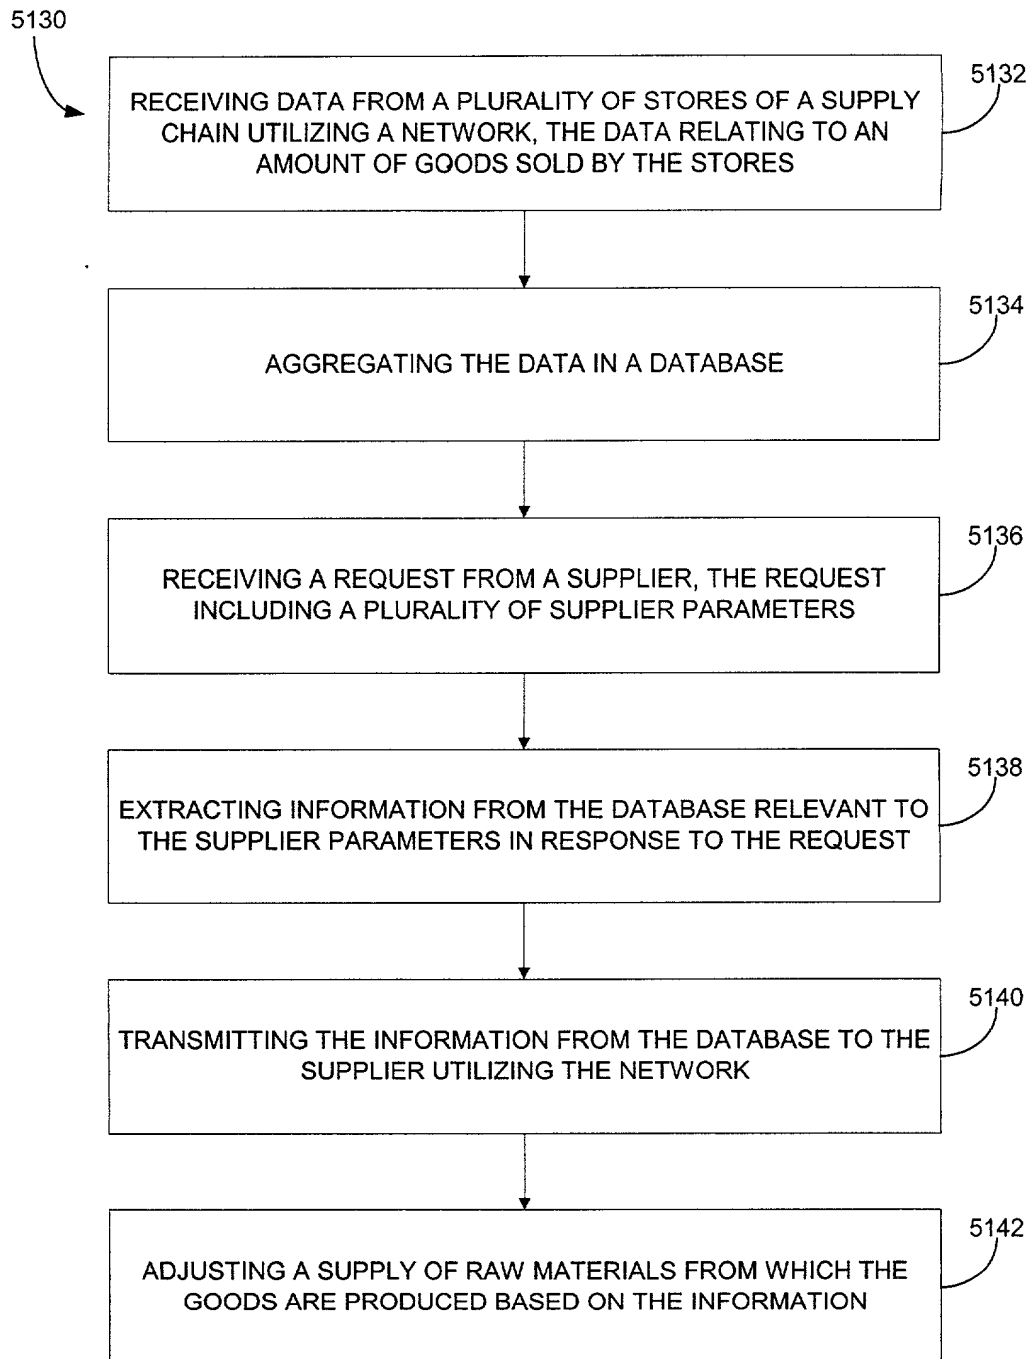 5130
5132
RECEIVING DATA FROM A PLURALITY OF STORES OF A SUPPLY
CHAIN UTILIZING A NETWORK, THE DATA RELATING TO AN
AMOUNT OF GOODS SOLD BY THE STORES
5134
AGGREGATING THE DATA IN A DATABASE
5136
RECEIVING A REQUEST FROM A SUPPLIER, THE REQUEST
INCLUDING A PLURALITY OF SUPPLIER PARAMETERS
5138
EXTRACTING INFORMATION FROM THE DATABASE RELEVANT TO
THE SUPPLIER PARAMETERS IN RESPONSE TO THE REQUEST
5140
TRANSMITTING THE INFORMATION FROM THE DATABASE TO THE
SUPPLIER UTILIZING THE NETWORK
5142
ADJUSTING A SUPPLY OF RAW MATERIALS FROM WHICH THE
GOODS ARE PRODUCED BASED ON THE INFORMATION